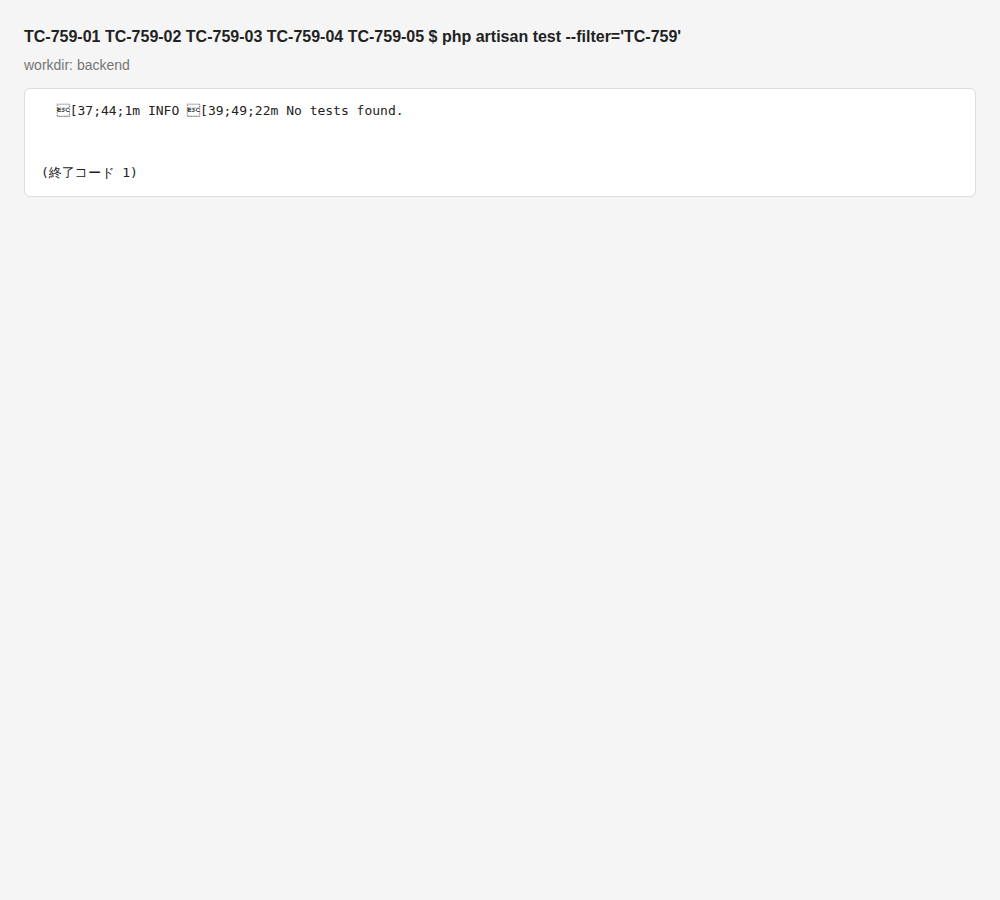 TC-759-01 TC-759-02 TC-759-03 TC-759-04 TC-759-05 $ php artisan test --filter='TC-759'
workdir: backend
␛[37;44;1m INFO ␛[39;49;22m No tests found.
(終了コード 1)